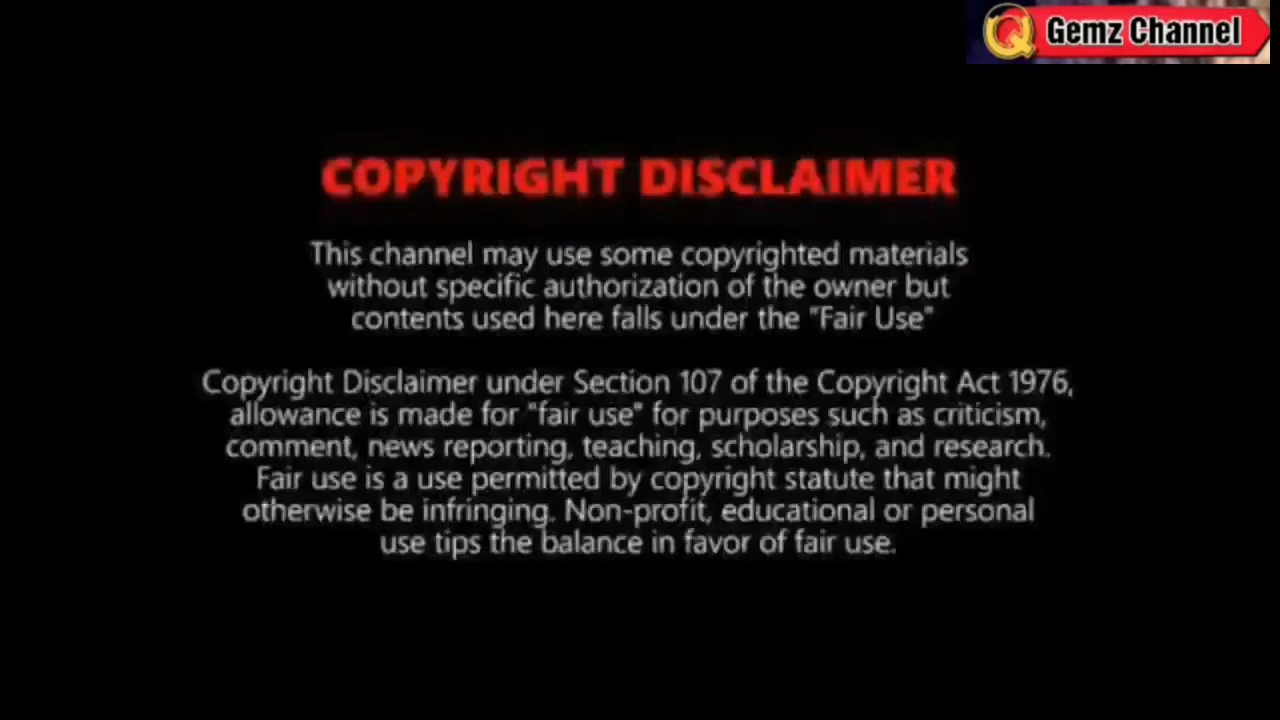 Gemz Channel
COPYRIGHT DISCLAIMER
This channel may use some copyrighted materials
without specific authorization of the owner but
contents used here falls under the "Fair Use"
Copyright Disclaimer under Section 107 of the Copyright Act 1976,
allowance is made for "fair use" for purposes such as criticism,
comment, news reporting, teaching, scholarship, and research.
Fair use is a use permitted by copyright statute that might
otherwise be infringing. Non-profit, educational or personal
use tips the balance in favor of fair use.